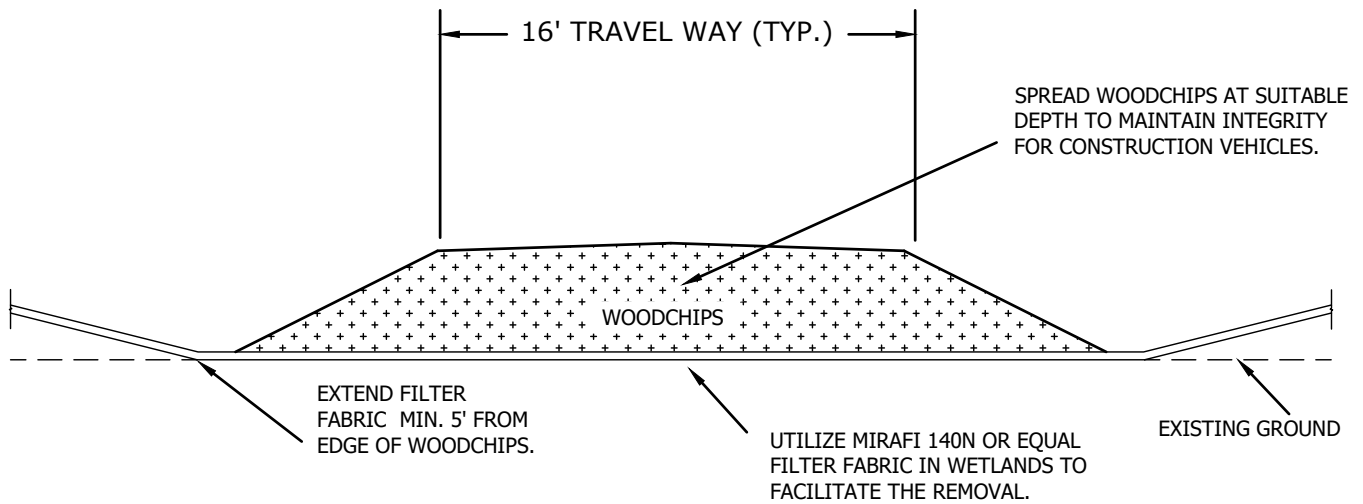 16' TRAVEL WAY (TYP.)
SPREAD WOODCHIPS AT SUITABLE
DEPTH TO MAINTAIN INTEGRITY
FOR CONSTRUCTION VEHICLES.
WOODCHIPS
EXTEND FILTER
FABRIC MIN. 5' FROM
EDGE OF WOODCHIPS.
UTILIZE MIRAFI 140N OR EQUAL
FILTER FABRIC IN WETLANDS TO
FACILITATE THE REMOVAL.
EXISTING GROUND